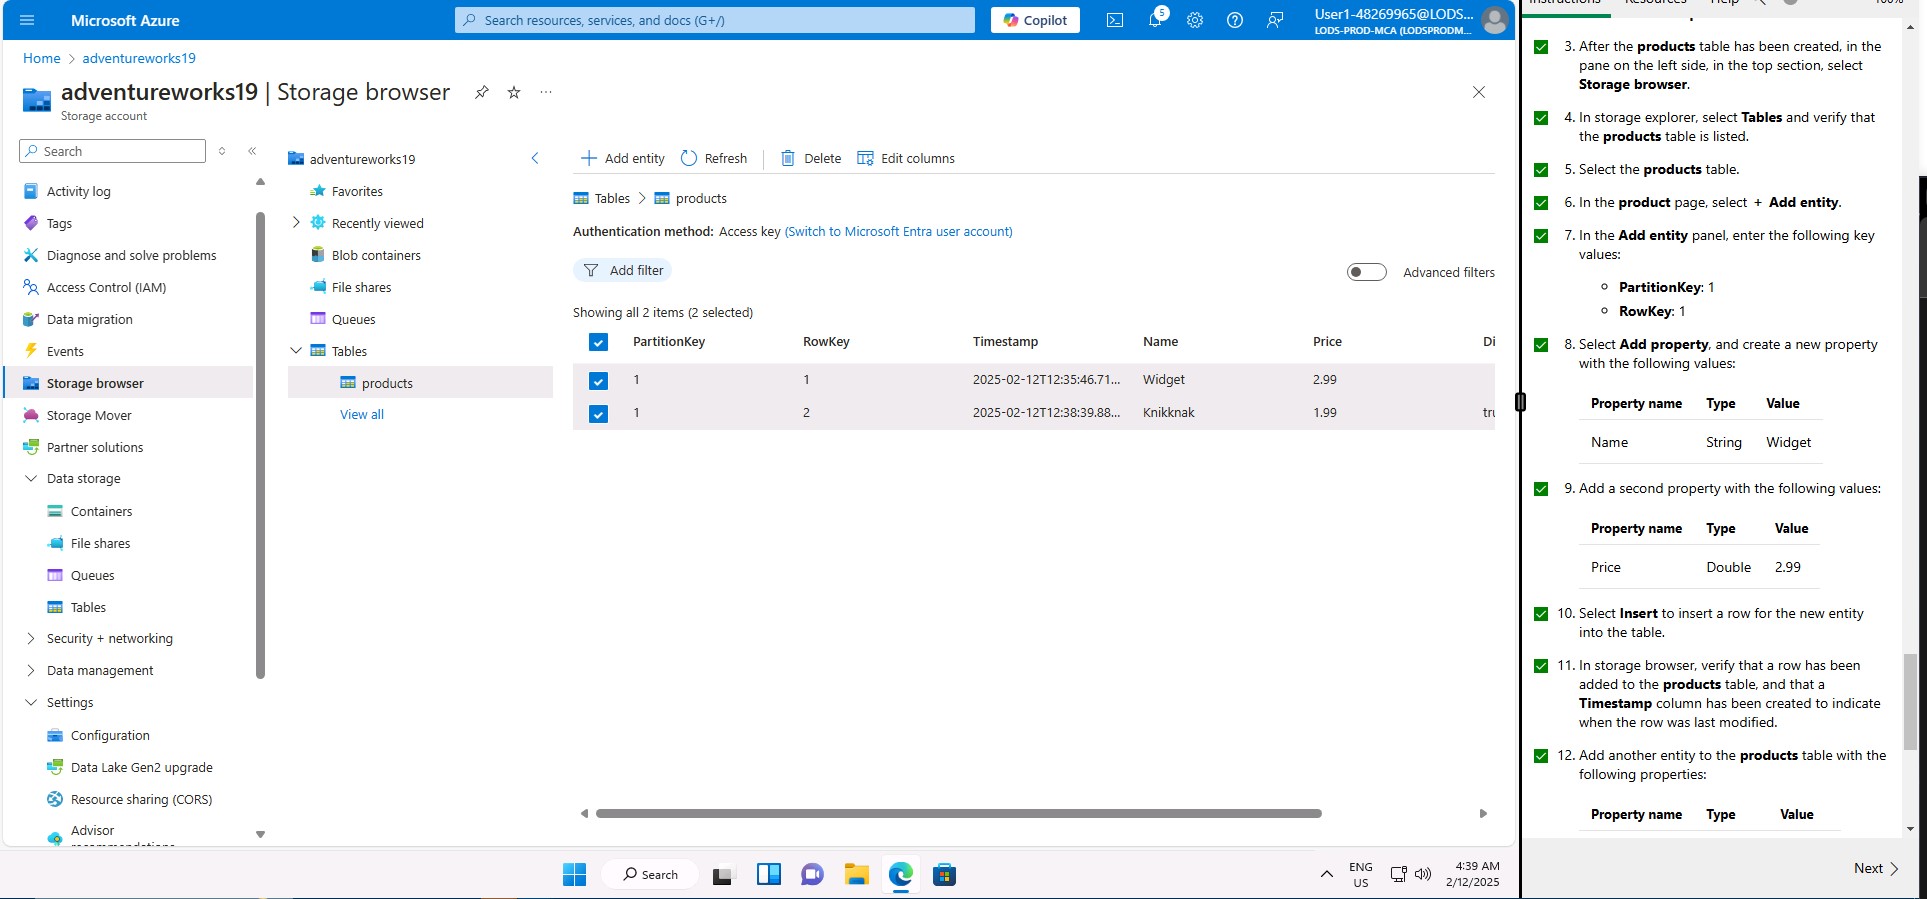 Microsoft Azure
Search resources, services, and docs (G+/)
Copilot
5
User1-48269965@LODS...
LODS-PROD-MCA (LODSPRODM...
Home > adventureworks19
adventureworks19 | Storage browser
Storage account
Search
Activity log
Tags
Diagnose and solve problems
Access Control (IAM)
Data migration
Events
Storage browser
Storage Mover
Partner solutions
Data storage
Containers
File shares
Queues
Tables
Security + networking
Data management
Settings
Configuration
Data Lake Gen2 upgrade
Resource sharing (CORS)
Advisor
adventureworks19
Favorites
Recently viewed
Blob containers
File shares
Queues
Tables
products
View all
Add entity
Refresh
Delete
Edit columns
Tables > products
Authentication method: Access key (Switch to Microsoft Entra user account)
Add filter
Advanced filters
Showing all 2 items (2 selected)
PartitionKey RowKey Timestamp Name Price Di
1 1 2025-02-12T12:35:46.71... Widget 2.99
1 2 2025-02-12T12:38:39.88... Knikknak 1.99 tru
Search
ENG
US
4:39 AM
2/12/2025
Instructions Resources Help 100%
3. After the products table has been created, in the
pane on the left side, in the top section, select
Storage browser.
4. In storage explorer, select Tables and verify that
the products table is listed.
5. Select the products table.
6. In the product page, select + Add entity.
7. In the Add entity panel, enter the following key
values:
PartitionKey: 1
RowKey: 1
8. Select Add property, and create a new property
with the following values:
Property name Type Value
Name String Widget
9. Add a second property with the following values:
Property name Type Value
Price Double 2.99
10. Select Insert to insert a row for the new entity
into the table.
11. In storage browser, verify that a row has been
added to the products table, and that a
Timestamp column has been created to indicate
when the row was last modified.
12. Add another entity to the products table with the
following properties:
Property name Type Value
Next >